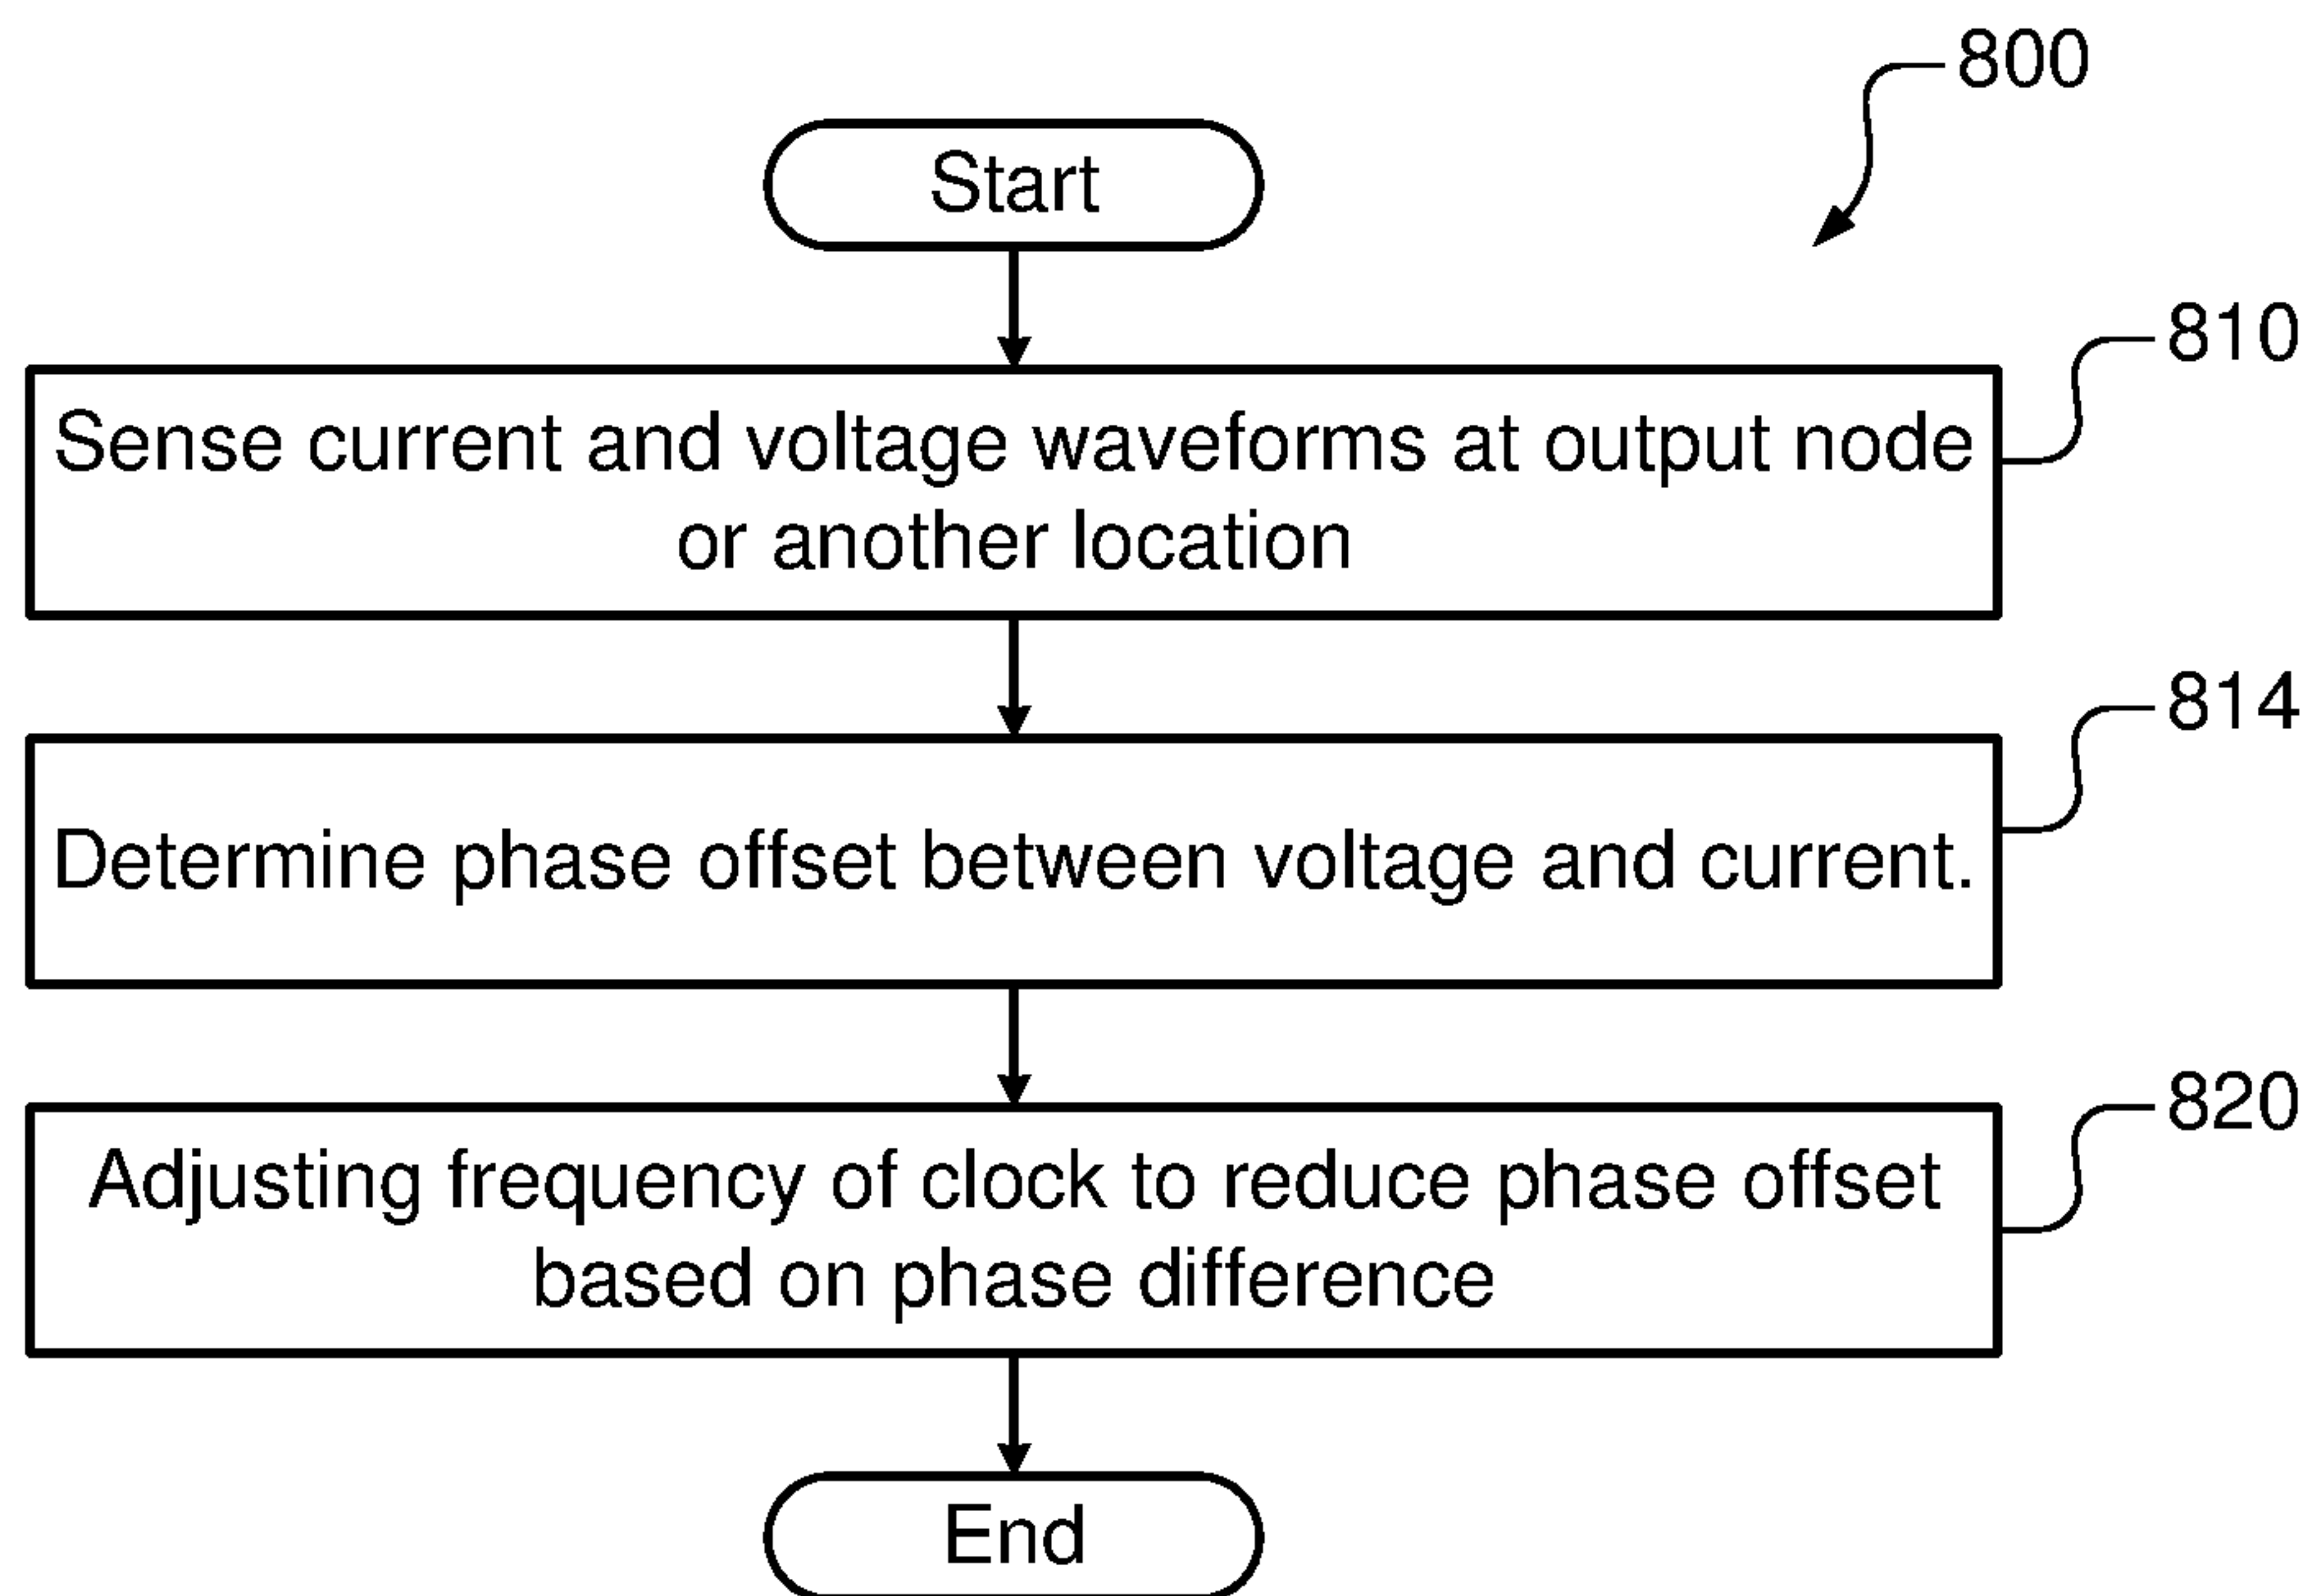 800
Start
810
Sense current and voltage waveforms at output node
or another location
814
Determine phase offset between voltage and current.
820
Adjusting frequency of clock to reduce phase offset
based on phase difference
End